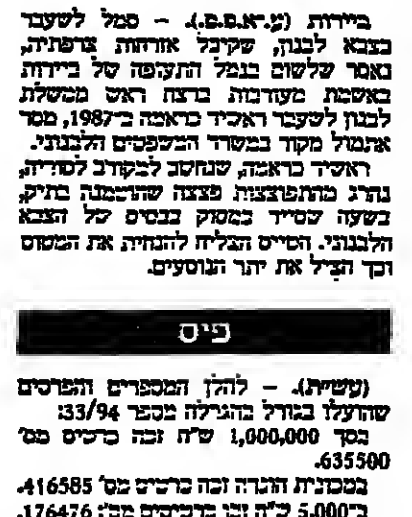 ביירות (ע.ר־א.פ.פ.). – סמל לשעבר
בצבא לבנון, שקיבל אזרחות צרפתית,
נאסר שלשום בנמל התעופה של ביירות
באשמת מעורבות ברצח ראש ממשלת
לבנון לשעבר ראשיד כראמה ב־1987, מסר
אתמול מקור במשרד המשפטים הלבנוני.
ראשיד כראמה, שנחשב למקורב לסוריה,
נהרג מהתפוצצות פצצה שהוטמנה בתיק,
בשעה שטייר במסוק בבסיס של הצבא
הלבנוני. הטייס הצליח להנחית את המסוק
וכך הציל את יתר הנוסעים.
פיס
(עש״ת). – להלן המספרים והפרסים
שהועלו בגורל בהגרלה מספר 33/94:
בסך 1,000,000 ש״ח זכה כרטיס מס׳
635500.
במכונית הונדה זכה כרטיס מס׳ 416585.
ב־5,000 ש״ח זכו כרטיסים מס׳: 176476,